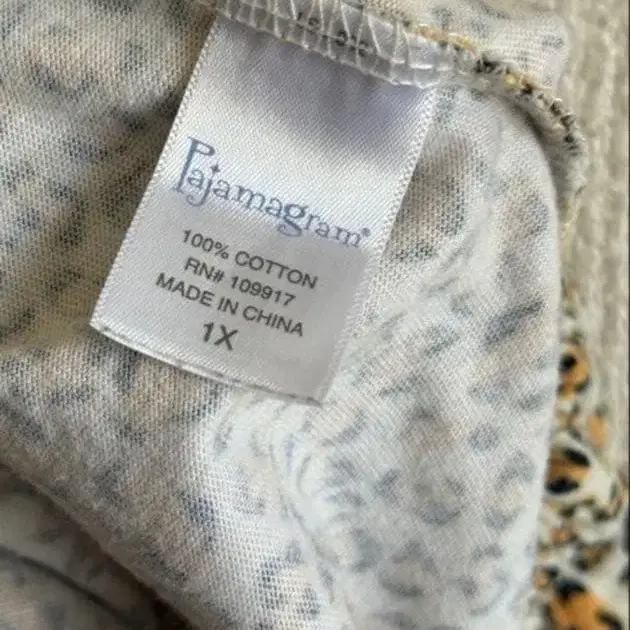 Pajamagram®
100% COTTON
RN# 109917
MADE IN CHINA
1X